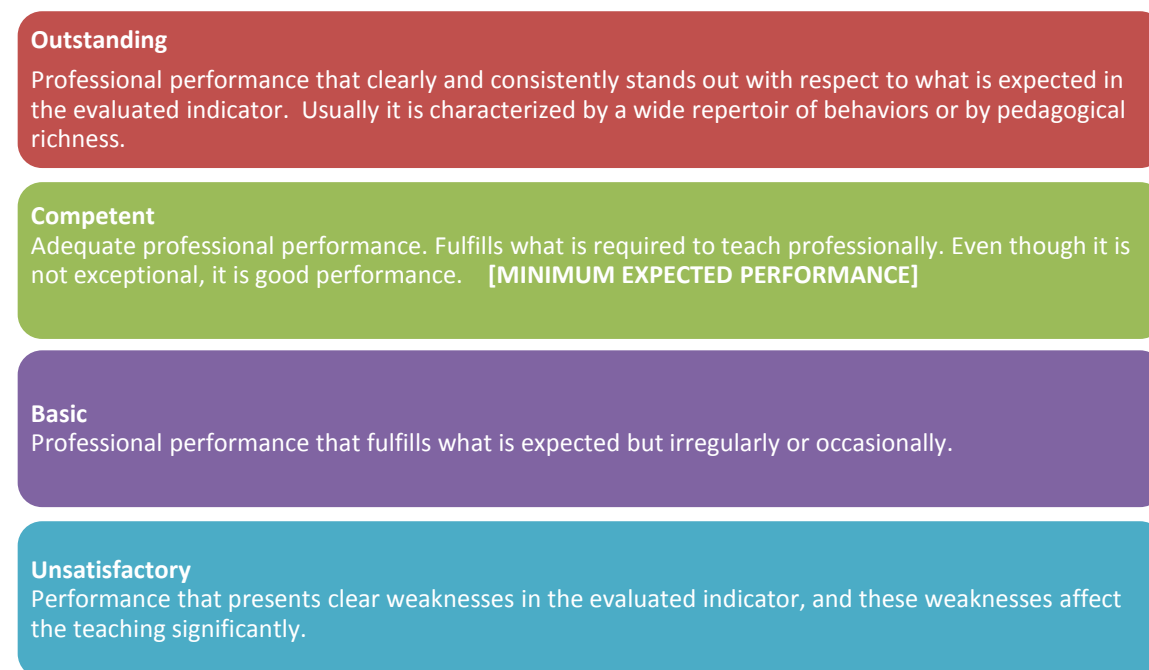 Outstanding
Professional performance that clearly and consistently stands out with respect to what is expected in
the evaluated indicator.  Usually it is characterized by a wide repertoir of behaviors or by pedagogical
richness.
Competent
Adequate professional performance. Fulfills what is required to teach professionally. Even though it is
not exceptional, it is good performance.    [MINIMUM EXPECTED PERFORMANCE]
Basic
Professional performance that fulfills what is expected but irregularly or occasionally.
Unsatisfactory
Performance that presents clear weaknesses in the evaluated indicator, and these weaknesses affect
the teaching significantly.